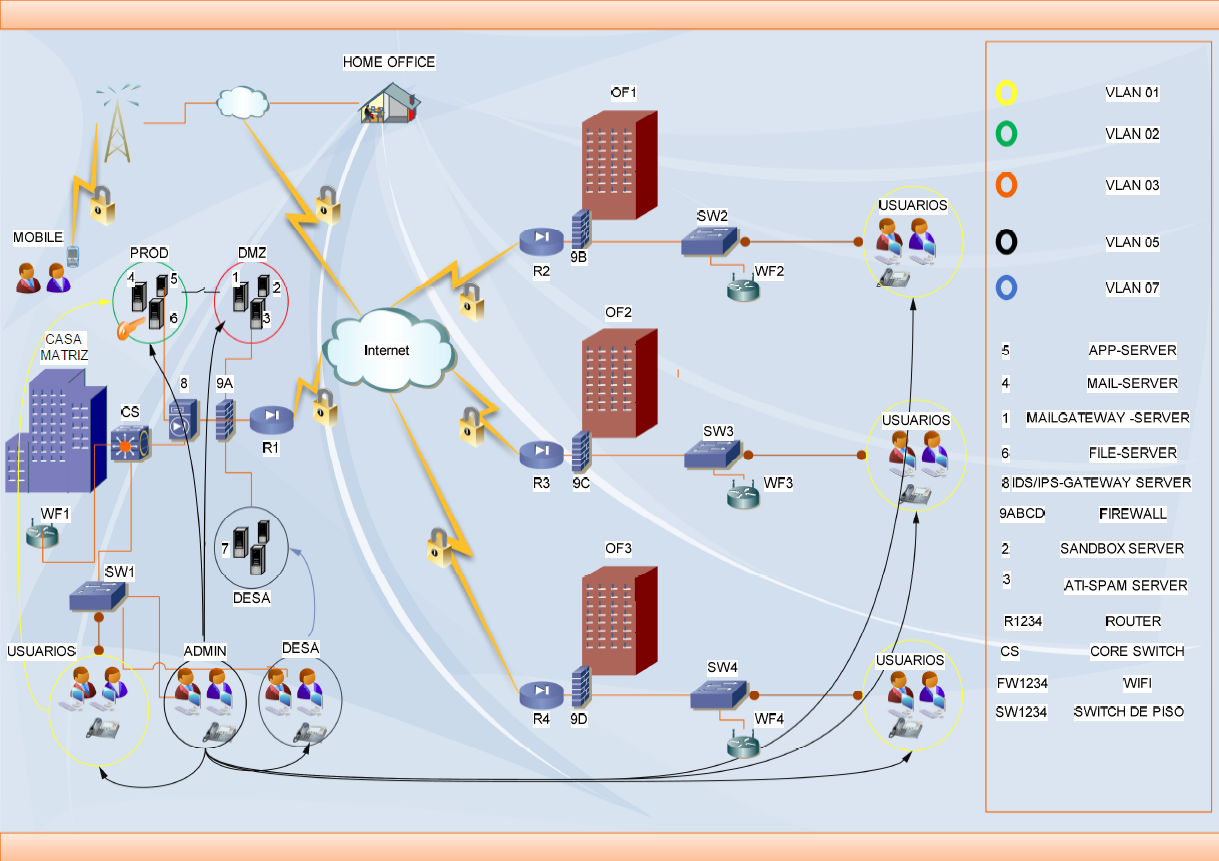 HOME OFFICE
OF1
MOBILE
PROD
DMZ
4
5
6
1
2
3
CASA
MATRIZ
CS
8
9A
R1
Internet
R2
9B
SW2
WF2
USUARIOS
OF2
R3
9C
SW3
WF3
USUARIOS
WF1
SW1
7
DESA
OF3
R4
9D
SW4
WF4
USUARIOS
USUARIOS
ADMIN
DESA
VLAN 01
VLAN 02
VLAN 03
VLAN 05
VLAN 07
5 APP-SERVER
4 MAIL-SERVER
1 MAILGATEWAY -SERVER
6 FILE-SERVER
8 IDS/IPS-GATEWAY SERVER
9ABCD FIREWALL
2 SANDBOX SERVER
3 ATI-SPAM SERVER
R1234 ROUTER
CS CORE SWITCH
FW1234 WIFI
SW1234 SWITCH DE PISO